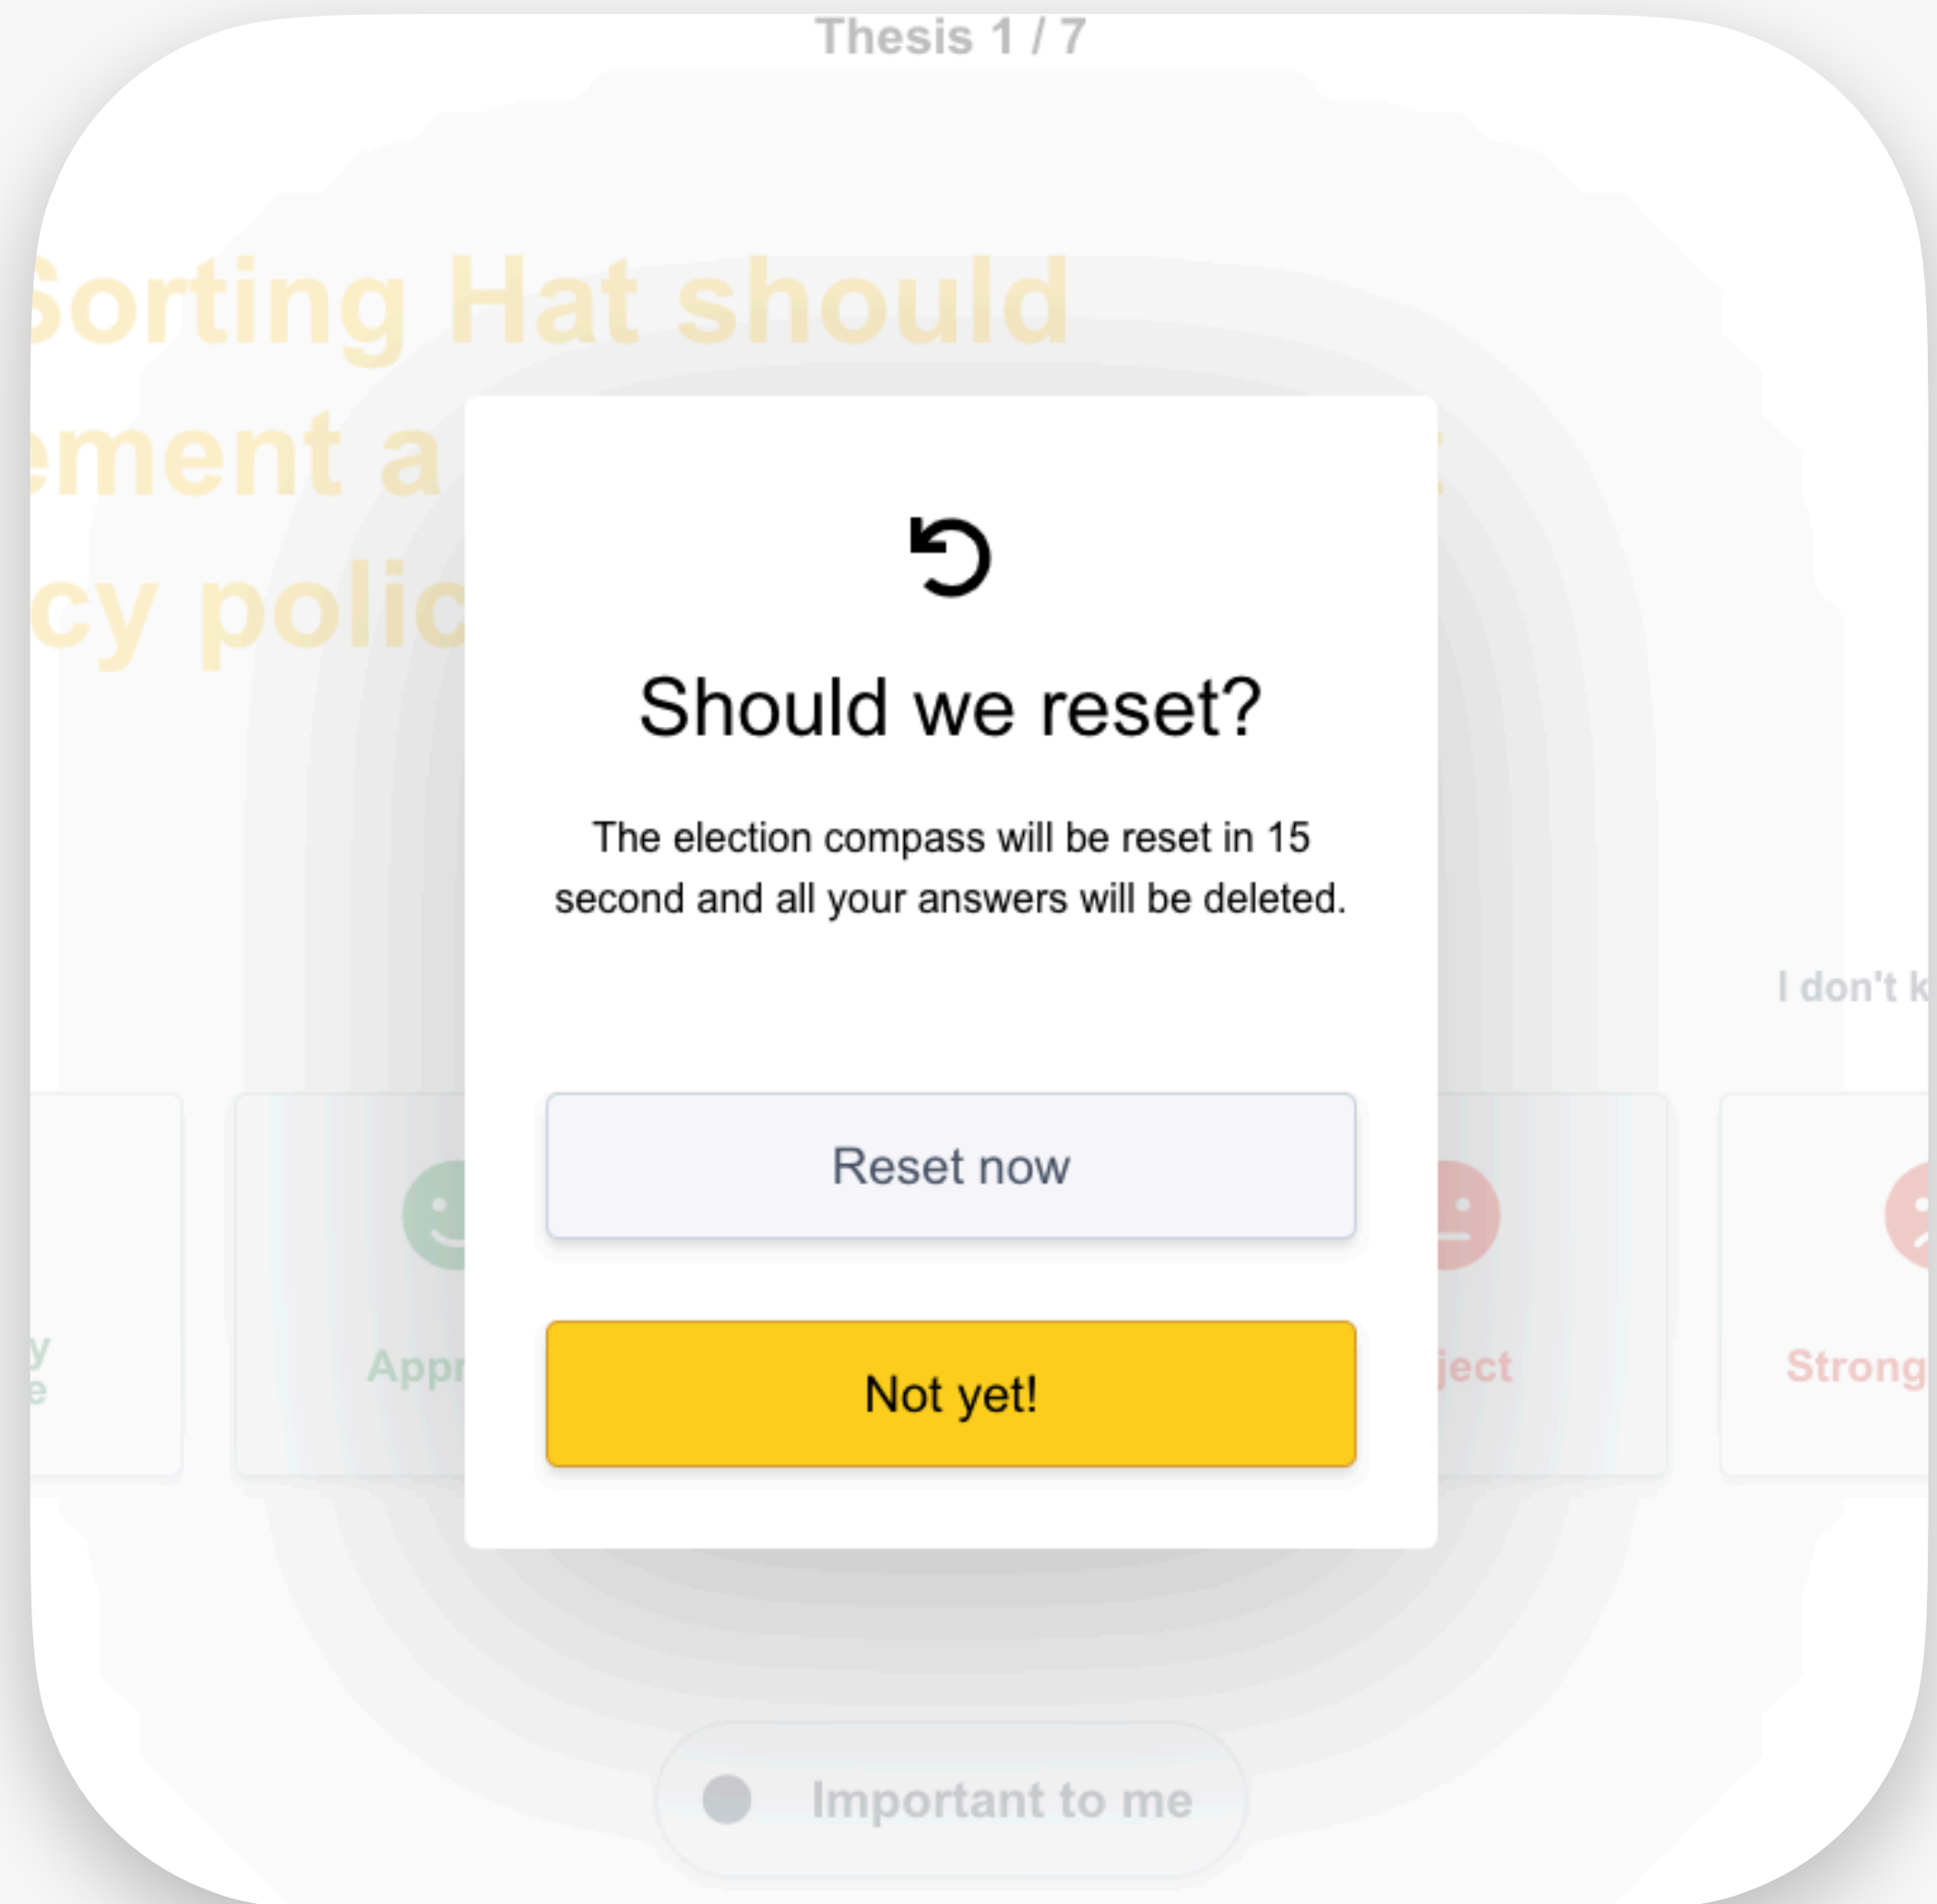 Thesis 1 / 7
Sorting Hat should
ement a
cy polic
Should we reset?
The election compass will be reset in 15
second and all your answers will be deleted.
I don't k
Reset now
y
e
Appr
ject
Strong
Not yet!
Important to me